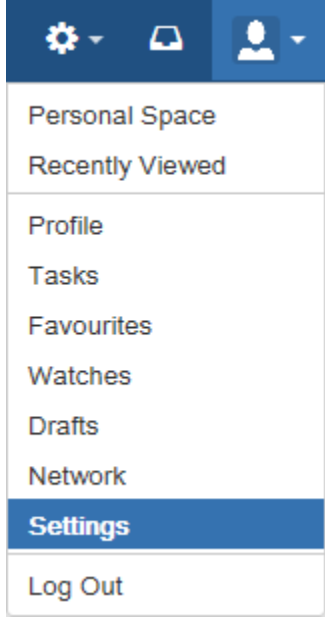 Personal Space
Recently Viewed
Profile
Tasks
Favourites
Watches
Drafts
Network
Settings
Log Out